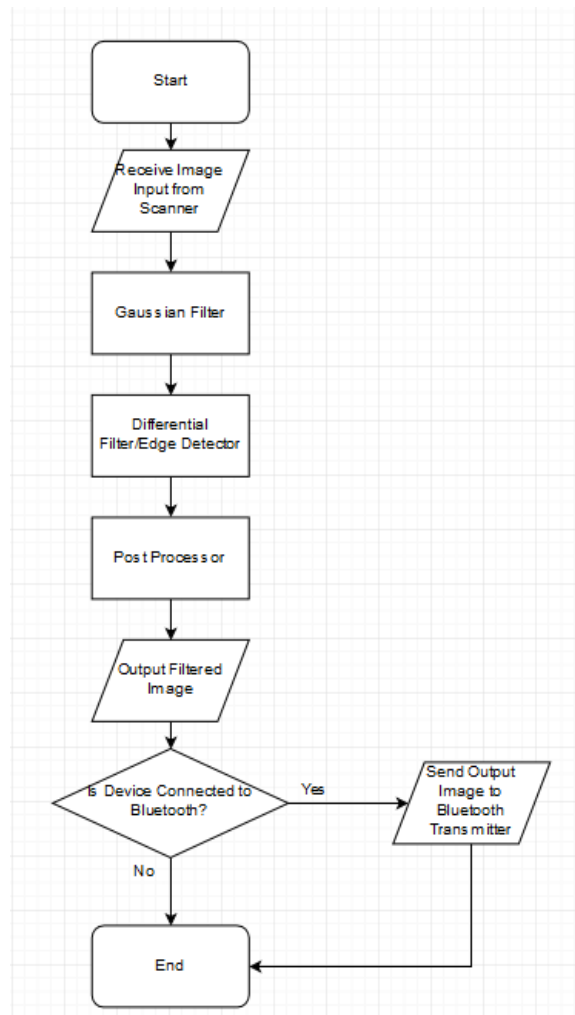 Start
Receive Image
Input from
Scanner
Gaussian Filter
Differential
Filter/Edge Detector
Post Processor
Output Filtered
Image
Is Device Connected to
Bluetooth?
Yes
Send Output
Image to
Bluetooth
Transmitter
No
End